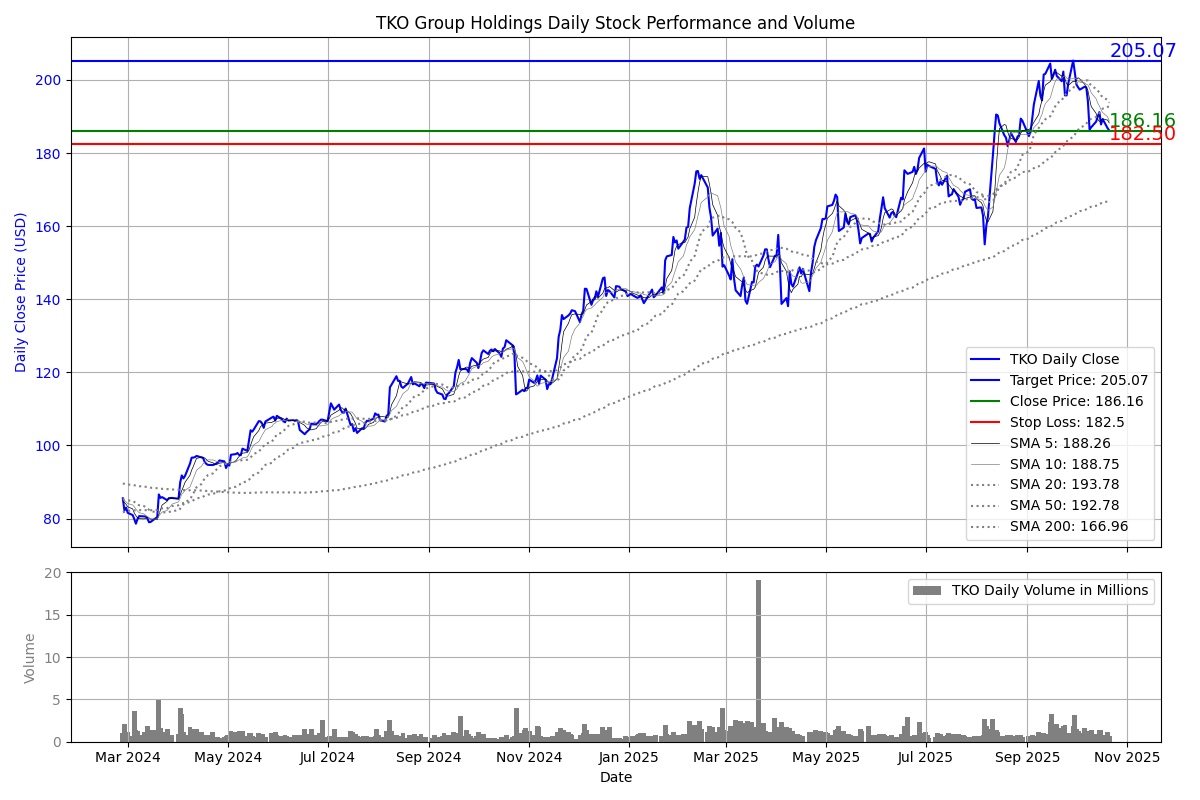 TKO Group Holdings Daily Stock Performance and Volume
205.07
186.16
182.50
200
180
160
140
120
100
80
Daily Close Price (USD)
TKO Daily Close
Target Price: 205.07
Close Price: 186.16
Stop Loss: 182.5
SMA 5: 188.26
SMA 10: 188.75
SMA 20: 193.78
SMA 50: 192.78
SMA 200: 166.96
20
15
10
5
0
Volume
TKO Daily Volume in Millions
Mar 2024 May 2024 Jul 2024 Sep 2024 Nov 2024 Jan 2025 Mar 2025 May 2025 Jul 2025 Sep 2025 Nov 2025
Date